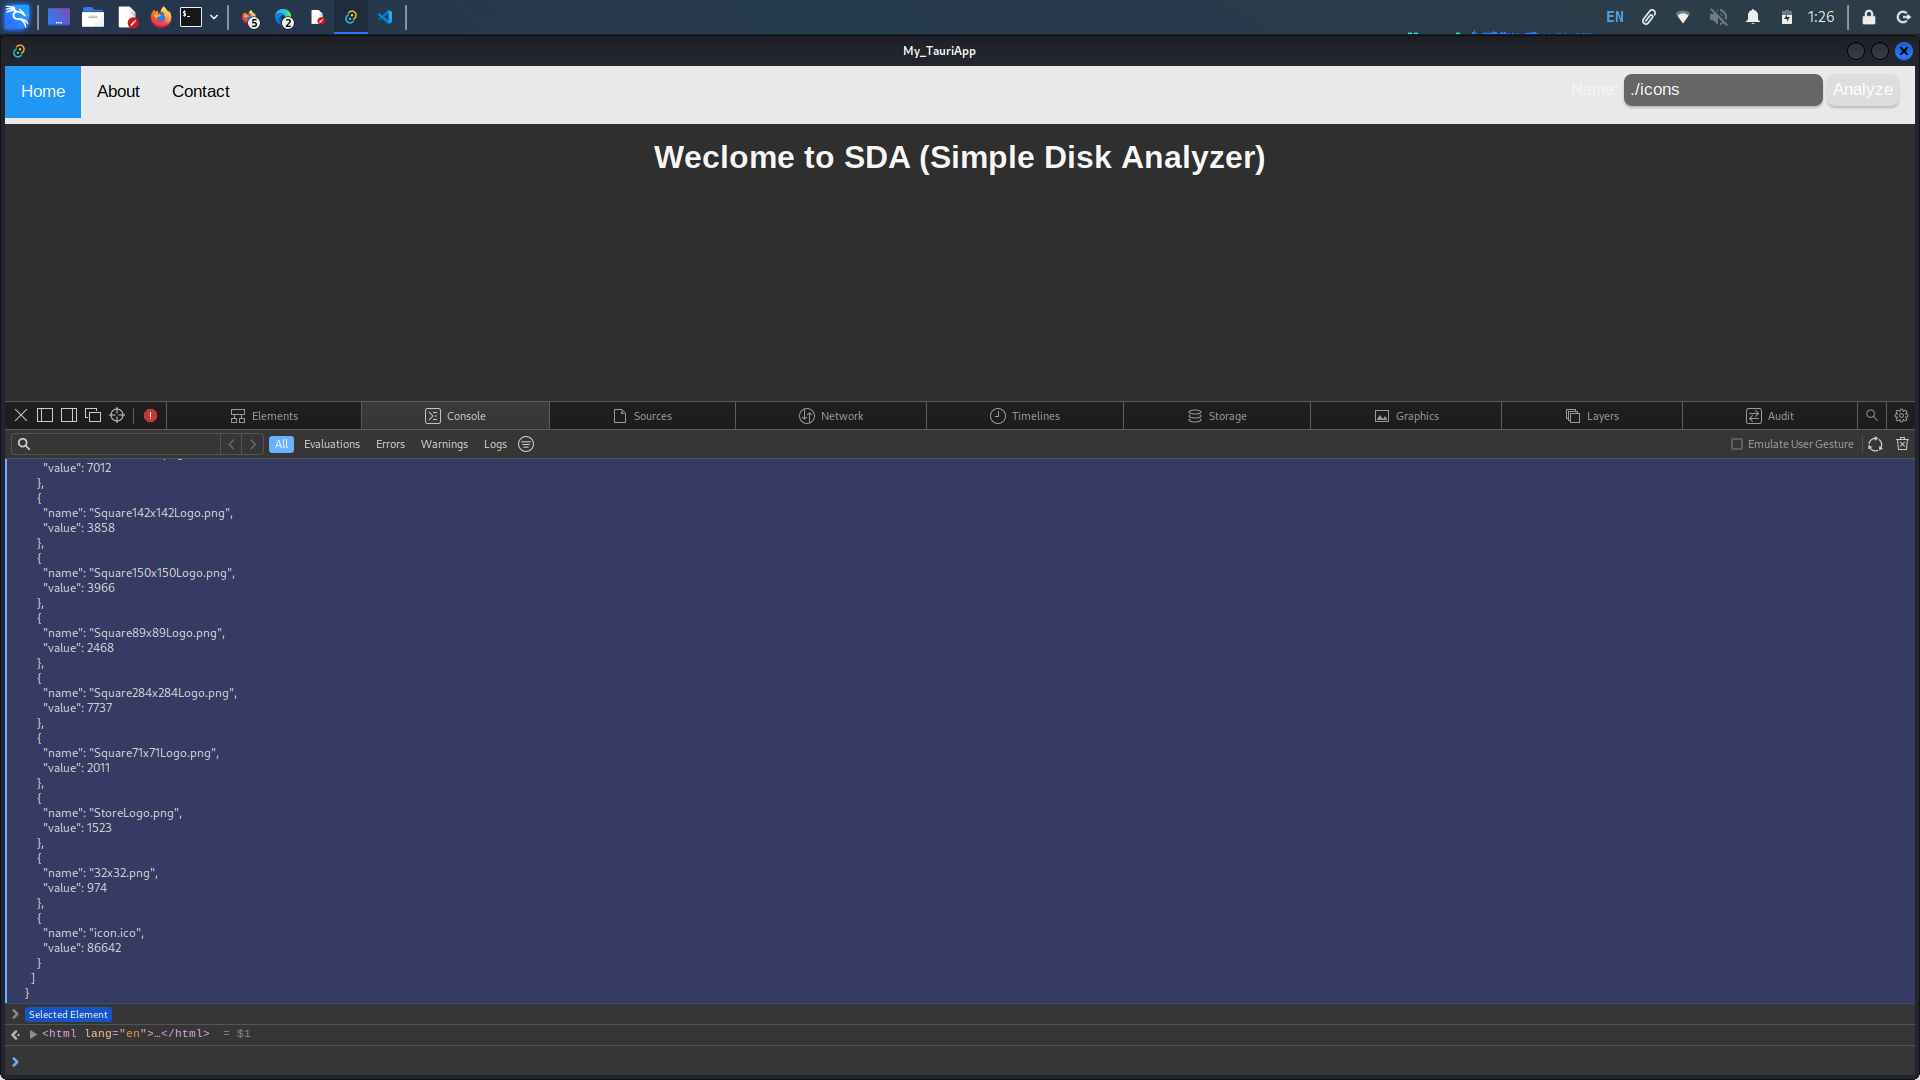 5
2
EN
1:26
My_TauriApp
Home
About
Contact
Name:
./icons
Analyze
Weclome to SDA (Simple Disk Analyzer)
Elements
Console
Sources
Network
Timelines
Storage
Graphics
Layers
Audit
All
Evaluations
Errors
Warnings
Logs
Emulate User Gesture
"value": 7012
},
{
"name": "Square142x142Logo.png",
"value": 3858
},
{
"name": "Square150x150Logo.png",
"value": 3966
},
{
"name": "Square89x89Logo.png",
"value": 2468
},
{
"name": "Square284x284Logo.png",
"value": 7737
},
{
"name": "Square71x71Logo.png",
"value": 2011
},
{
"name": "StoreLogo.png",
"value": 1523
},
{
"name": "32x32.png",
"value": 974
},
{
"name": "icon.ico",
"value": 86642
}
]
}
Selected Element
<html lang="en">…</html> = $1